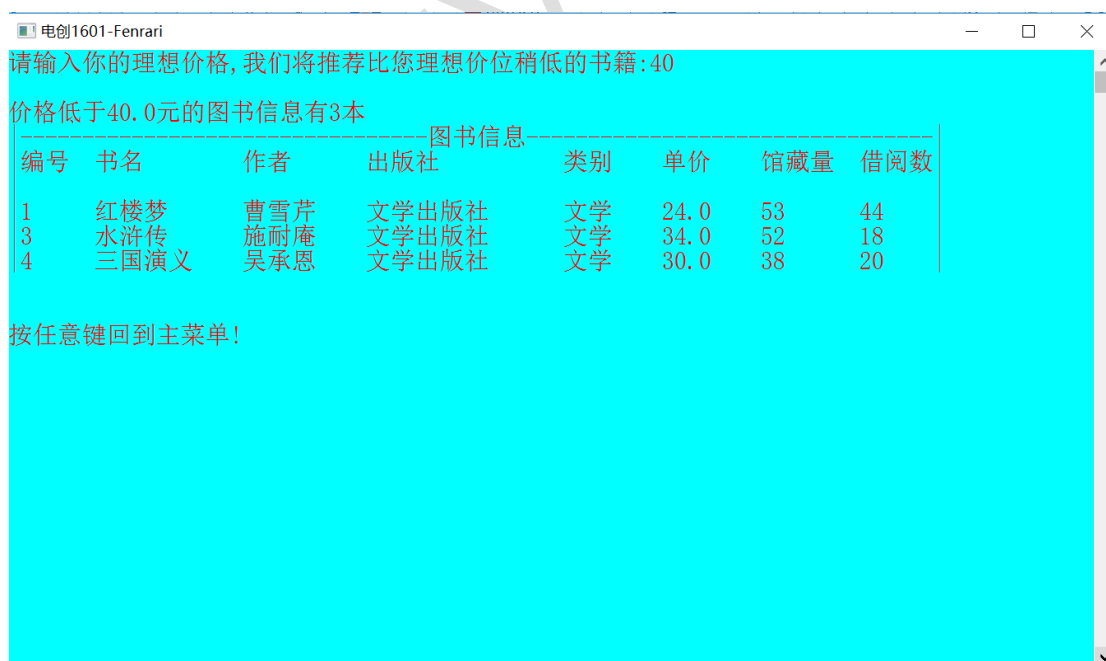 电创1601-Fenrari
请输入你的理想价格,我们将推荐比您理想价位稍低的书籍:40
价格低于40.0元的图书信息有3本
|---------------------------------图书信息---------------------------------|
编号 书名 作者 出版社 类别 单价 馆藏量 借阅数
1 红楼梦 曹雪芹 文学出版社 文学 24.0 53 44
3 水浒传 施耐庵 文学出版社 文学 34.0 52 18
4 三国演义 吴承恩 文学出版社 文学 30.0 38 20
按任意键回到主菜单!